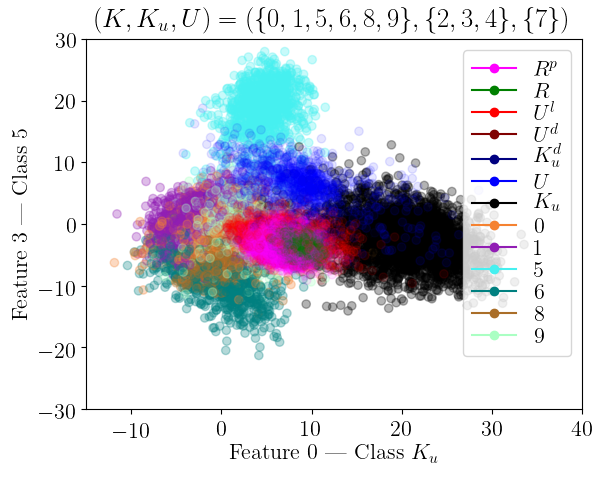 (K, K_u, U) = ({0, 1, 5, 6, 8, 9}, {2, 3, 4}, {7})
30
20
10
0
−10
−20
−30
−10
0
10
20
30
40
Feature 3 — Class 5
Feature 0 — Class K_u
R^p
R
U^l
U^d
K_u^d
U
K_u
0
1
5
6
8
9